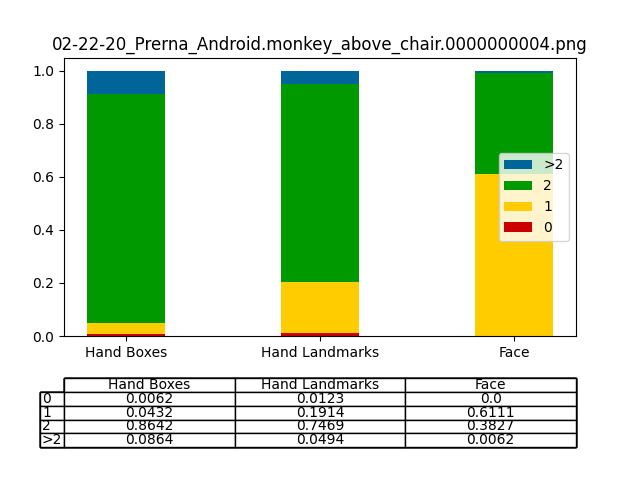 02-22-20_Prerna_Android.monkey_above_chair.0000000004.png
1.0
0.8
0.6
0.4
0.2
0.0
>2
2
1
0
Hand Boxes Hand Landmarks Face
Hand Boxes Hand Landmarks Face
0 0.0062 0.0123 0.0
1 0.0432 0.1914 0.6111
2 0.8642 0.7469 0.3827
>2 0.0864 0.0494 0.0062